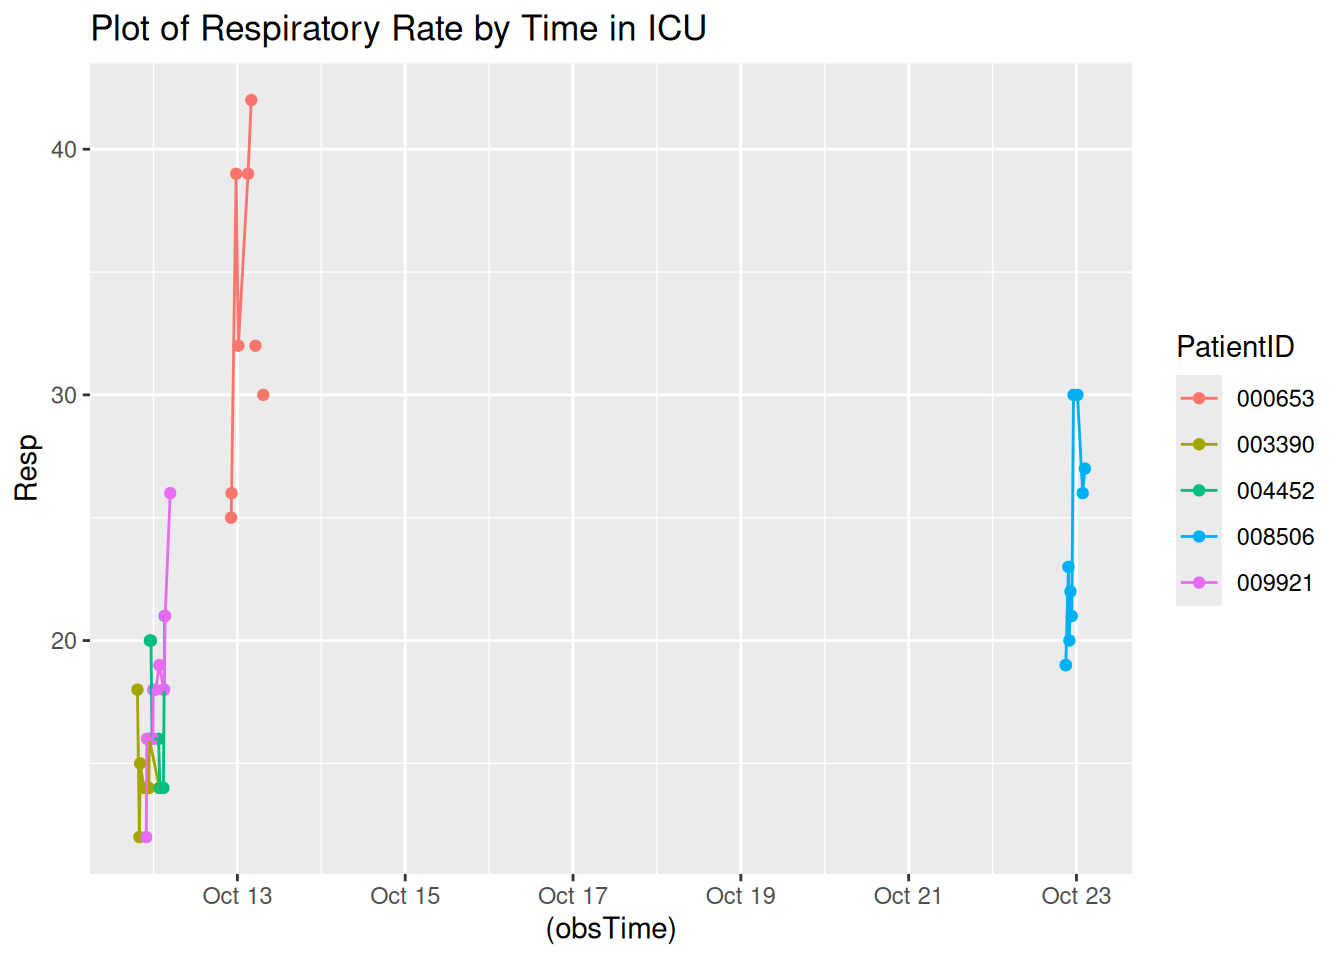 Plot of Respiratory Rate by Time in ICU
40
30
20
Resp
Oct 13
Oct 15
Oct 17
Oct 19
Oct 21
Oct 23
(obsTime)
PatientID
000653
003390
004452
008506
009921